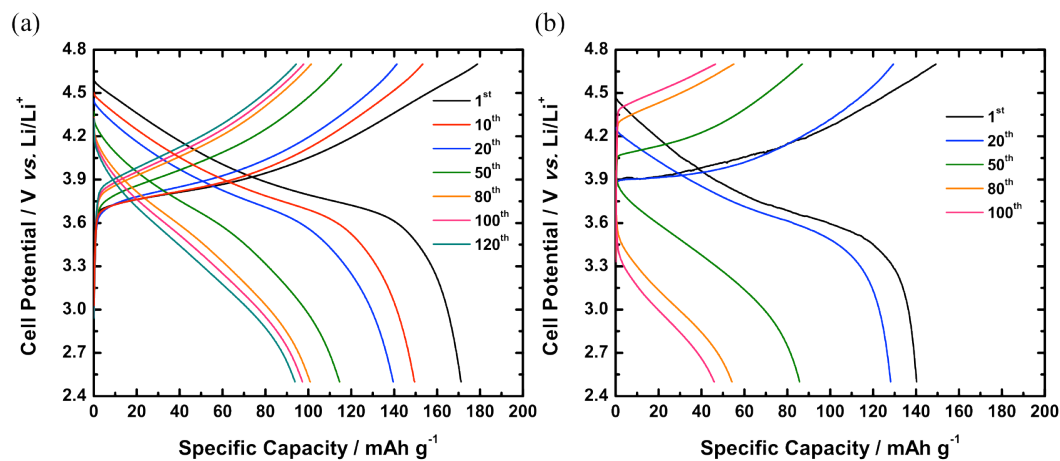 (a)
4.8
4.5
4.2
3.9
3.6
3.3
3.0
2.7
2.4
Cell Potential / V vs. Li/Li+
1st
10th
20th
50th
80th
100th
120th
0 20 40 60 80 100 120 140 160 180 200
Specific Capacity / mAh g-1
(b)
4.8
4.5
4.2
3.9
3.6
3.3
3.0
2.7
2.4
Cell Potential / V vs. Li/Li+
1st
20th
50th
80th
100th
0 20 40 60 80 100 120 140 160 180 200
Specific Capacity / mAh g-1